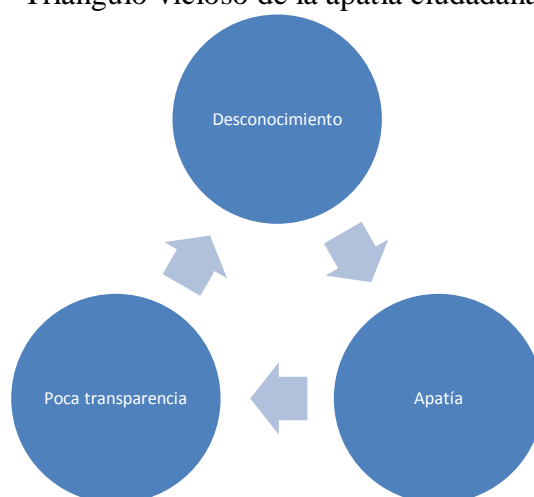 Triángulo vicioso de la apatía ciudadana
Desconocimiento
Poca transparencia
Apatía